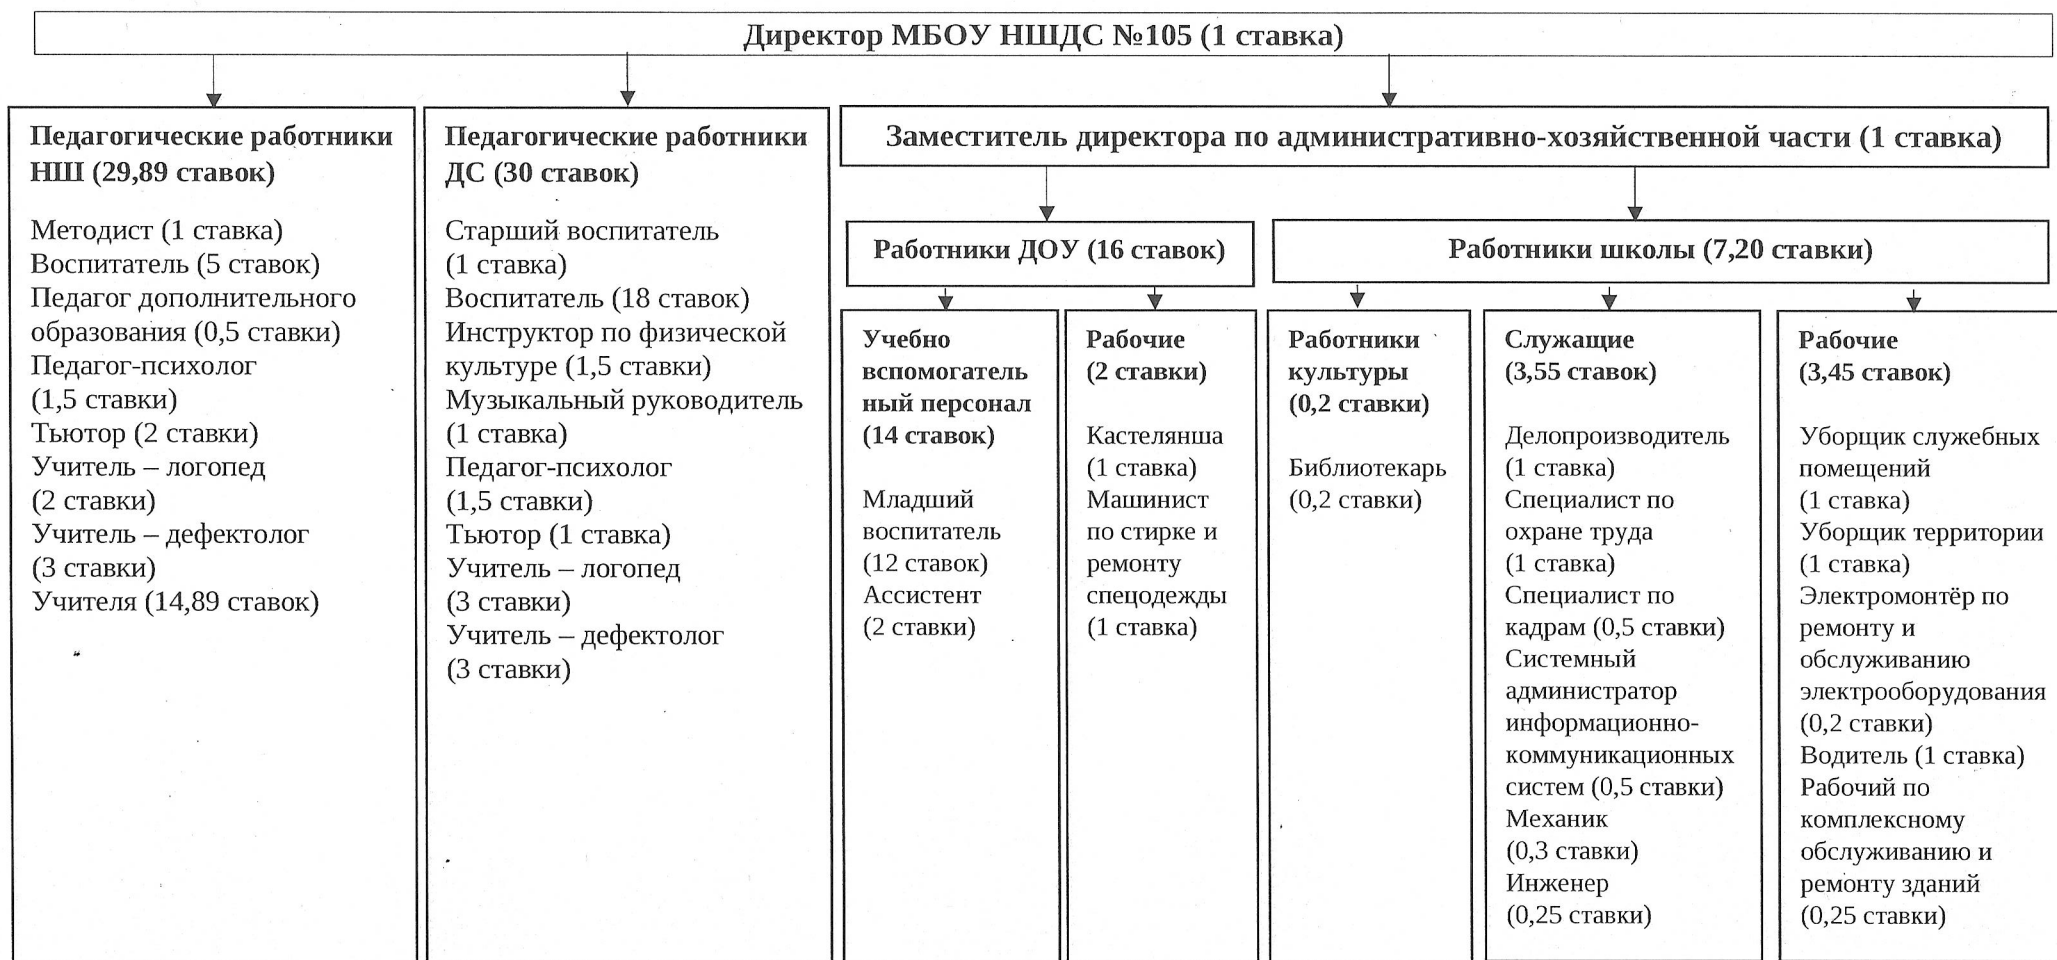 Директор МБОУ НШДС №105 (1 ставка)
Педагогические работники
НШ (29,89 ставок)
Методист (1 ставка)
Воспитатель (5 ставок)
Педагог дополнительного
образования (0,5 ставки)
Педагог-психолог
(1,5 ставки)
Тьютор (2 ставки)
Учитель – логопед
(2 ставки)
Учитель – дефектолог
(3 ставки)
Учителя (14,89 ставок)
Педагогические работники
ДС (30 ставок)
Старший воспитатель
(1 ставка)
Воспитатель (18 ставок)
Инструктор по физической
культуре (1,5 ставки)
Музыкальный руководитель
(1 ставка)
Педагог-психолог
(1,5 ставки)
Тьютор (1 ставка)
Учитель – логопед
(3 ставки)
Учитель – дефектолог
(3 ставки)
Заместитель директора по административно-хозяйственной части (1 ставка)
Работники ДОУ (16 ставок)
Учебно
вспомогатель
ный персонал
(14 ставок)
Младший
воспитатель
(12 ставок)
Ассистент
(2 ставки)
Рабочие
(2 ставки)
Кастелянша
(1 ставка)
Машинист
по стирке и
ремонту
спецодежды
(1 ставка)
Работники школы (7,20 ставки)
Работники
культуры
(0,2 ставки)
Библиотекарь
(0,2 ставки)
Служащие
(3,55 ставок)
Делопроизводитель
(1 ставка)
Специалист по
охране труда
(1 ставка)
Специалист по
кадрам (0,5 ставки)
Системный
администратор
информационно-
коммуникационных
систем (0,5 ставки)
Механик
(0,3 ставки)
Инженер
(0,25 ставки)
Рабочие
(3,45 ставок)
Уборщик служебных
помещений
(1 ставка)
Уборщик территории
(1 ставка)
Электромонтёр по
ремонту и
обслуживанию
электрооборудования
(0,2 ставки)
Водитель (1 ставка)
Рабочий по
комплексному
обслуживанию и
ремонту зданий
(0,25 ставки)